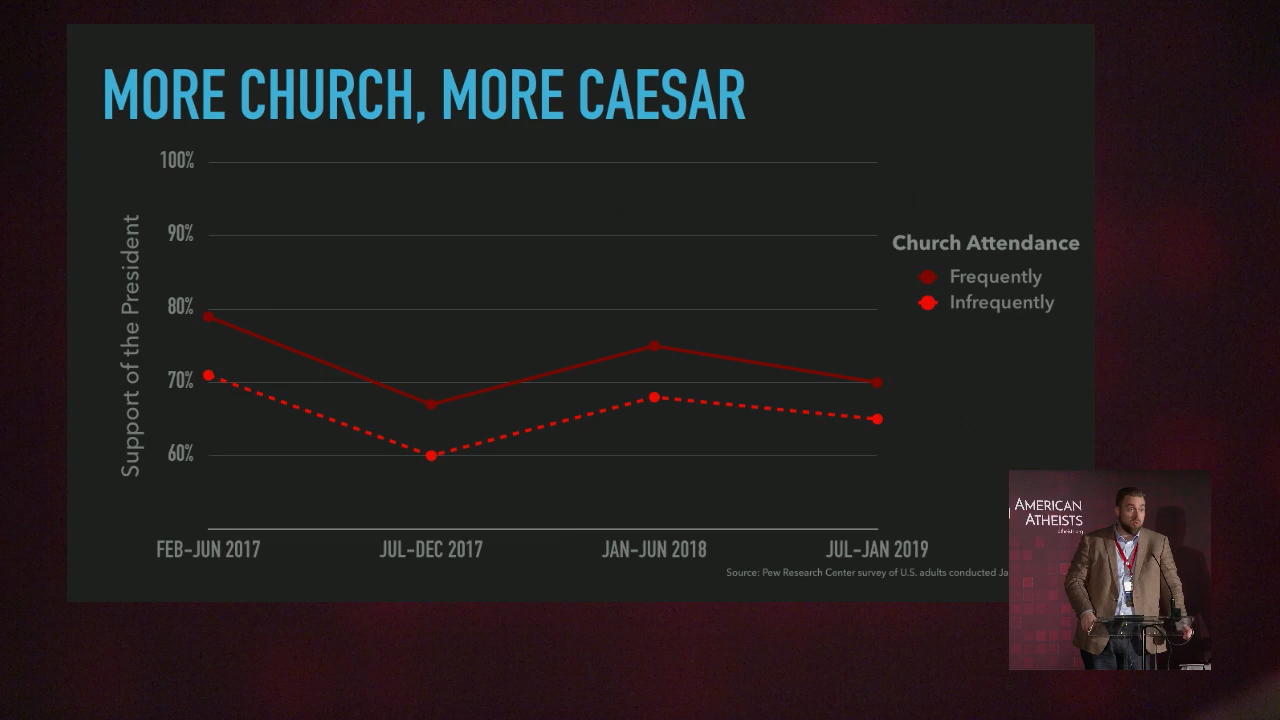 MORE CHURCH, MORE CAESAR
100%
90%
80%
70%
60%
Support of the President
FEB-JUN 2017
JUL-DEC 2017
JAN-JUN 2018
JUL-JAN 2019
Church Attendance
Frequently
Infrequently
Source: Pew Research Center survey of U.S. adults conducted Ja
AMERICAN
ATHEISTS
atheists.org